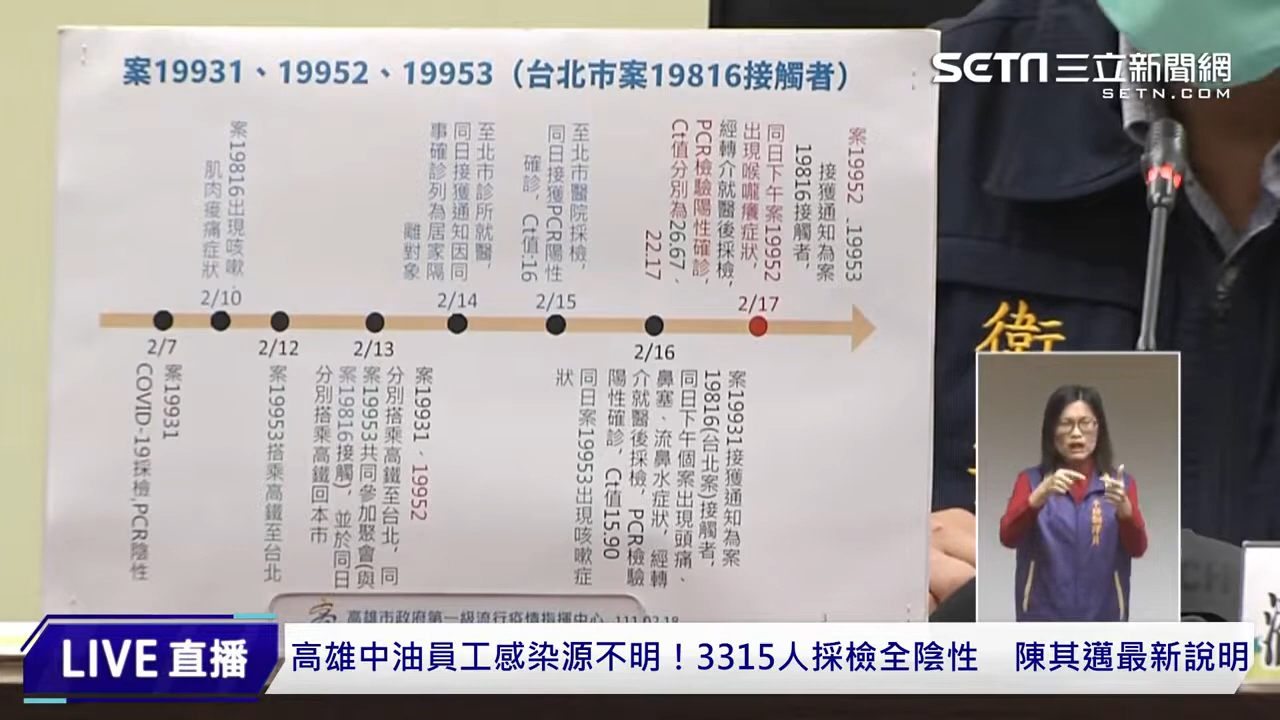 案19931、19952、19953（台北市案19816接觸者）
SETN三立新聞網
SETN.COM
案19816出現咳嗽、
肌肉痠痛症狀
2/10
至北市診所就醫，
同日接獲通知因同
事確診列為居家隔
離對象
2/14
至北市醫院採檢，
同日接獲PCR陽性
確診，Ct值:16
2/15
案19952、19953
接獲通知為案
19816接觸者，
同日下午案19952
出現喉嚨癢症狀，
經轉介就醫後採檢，
PCR檢驗陽性確診，
Ct值分別為26.67、
22.17
2/17
2/7
案19931
COVID-19採檢,PCR陰性
2/12
案19953搭乘高鐵至台北
2/13
案19931、19952
分別搭乘高鐵至台北，同
案19953共同參加聚會(與
案19816接觸)，並於同日
分別搭乘高鐵回本市
2/16
案19931接獲通知為案
19816(台北案)接觸者，
同日下午個案出現頭痛、
鼻塞、流鼻水症狀，經轉
介就醫後採檢，PCR檢驗
陽性確診，Ct值15.90
同日案19953出現咳嗽症
狀
高雄市政府第一級流行疫情指揮中心 111.02.18
衛
LIVE 直播
高雄中油員工感染源不明！3315人採檢全陰性　陳其邁最新說明